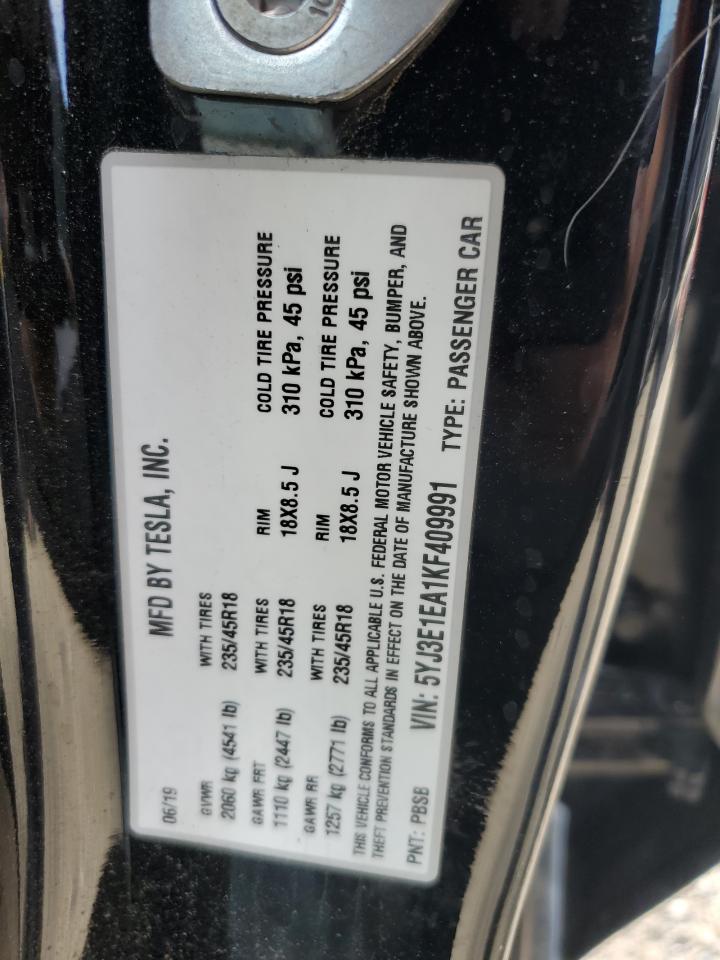 06/19 MFD BY TESLA, INC.
GVWR WITH TIRES
2060 kg (4541 lb) 235/45R18
GAWR FRT WITH TIRES RIM COLD TIRE PRESSURE
1110 kg (2447 lb) 235/45R18 18X8.5 J 310 kPa, 45 psi
GAWR RR WITH TIRES RIM COLD TIRE PRESSURE
1257 kg (2771 lb) 235/45R18 18X8.5 J 310 kPa, 45 psi
THIS VEHICLE CONFORMS TO ALL APPLICABLE U.S. FEDERAL MOTOR VEHICLE SAFETY, BUMPER, AND
THEFT PREVENTION STANDARDS IN EFFECT ON THE DATE OF MANUFACTURE SHOWN ABOVE.
PNT: PBSB VIN: 5YJ3E1EA1KF409991 TYPE: PASSENGER CAR